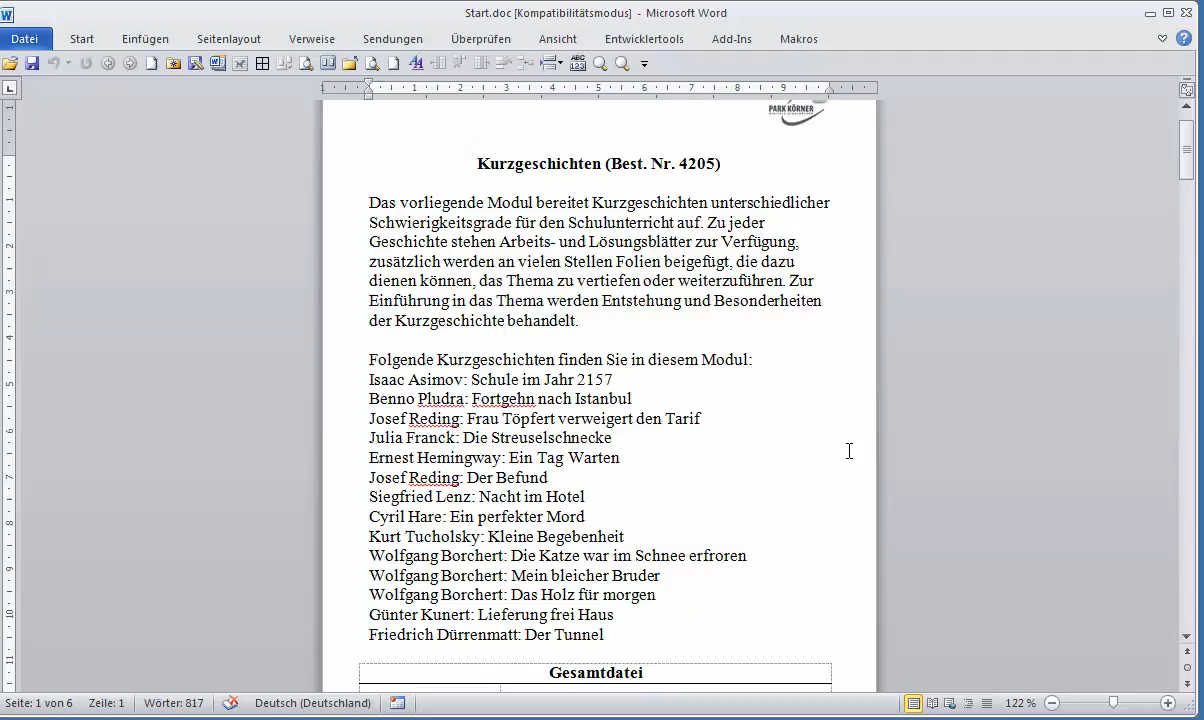 Start.doc [Kompatibilitätsmodus] - Microsoft Word
Datei Start Einfügen Seitenlayout Verweise Sendungen Überprüfen Ansicht Entwicklertools Add-Ins Makros
PARK KÖRNER
Kurzgeschichten (Best. Nr. 4205)
Das vorliegende Modul bereitet Kurzgeschichten unterschiedlicher
Schwierigkeitsgrade für den Schulunterricht auf. Zu jeder
Geschichte stehen Arbeits- und Lösungsblätter zur Verfügung,
zusätzlich werden an vielen Stellen Folien beigefügt, die dazu
dienen können, das Thema zu vertiefen oder weiterzuführen. Zur
Einführung in das Thema werden Entstehung und Besonderheiten
der Kurzgeschichte behandelt.
Folgende Kurzgeschichten finden Sie in diesem Modul:
Isaac Asimov: Schule im Jahr 2157
Benno Pludra: Fortgehn nach Istanbul
Josef Reding: Frau Töpfert verweigert den Tarif
Julia Franck: Die Streuselschnecke
Ernest Hemingway: Ein Tag Warten
Josef Reding: Der Befund
Siegfried Lenz: Nacht im Hotel
Cyril Hare: Ein perfekter Mord
Kurt Tucholsky: Kleine Begebenheit
Wolfgang Borchert: Die Katze war im Schnee erfroren
Wolfgang Borchert: Mein bleicher Bruder
Wolfgang Borchert: Das Holz für morgen
Günter Kunert: Lieferung frei Haus
Friedrich Dürrenmatt: Der Tunnel
Gesamtdatei
Seite: 1 von 6 Zeile: 1 Wörter: 817 Deutsch (Deutschland) 122 %